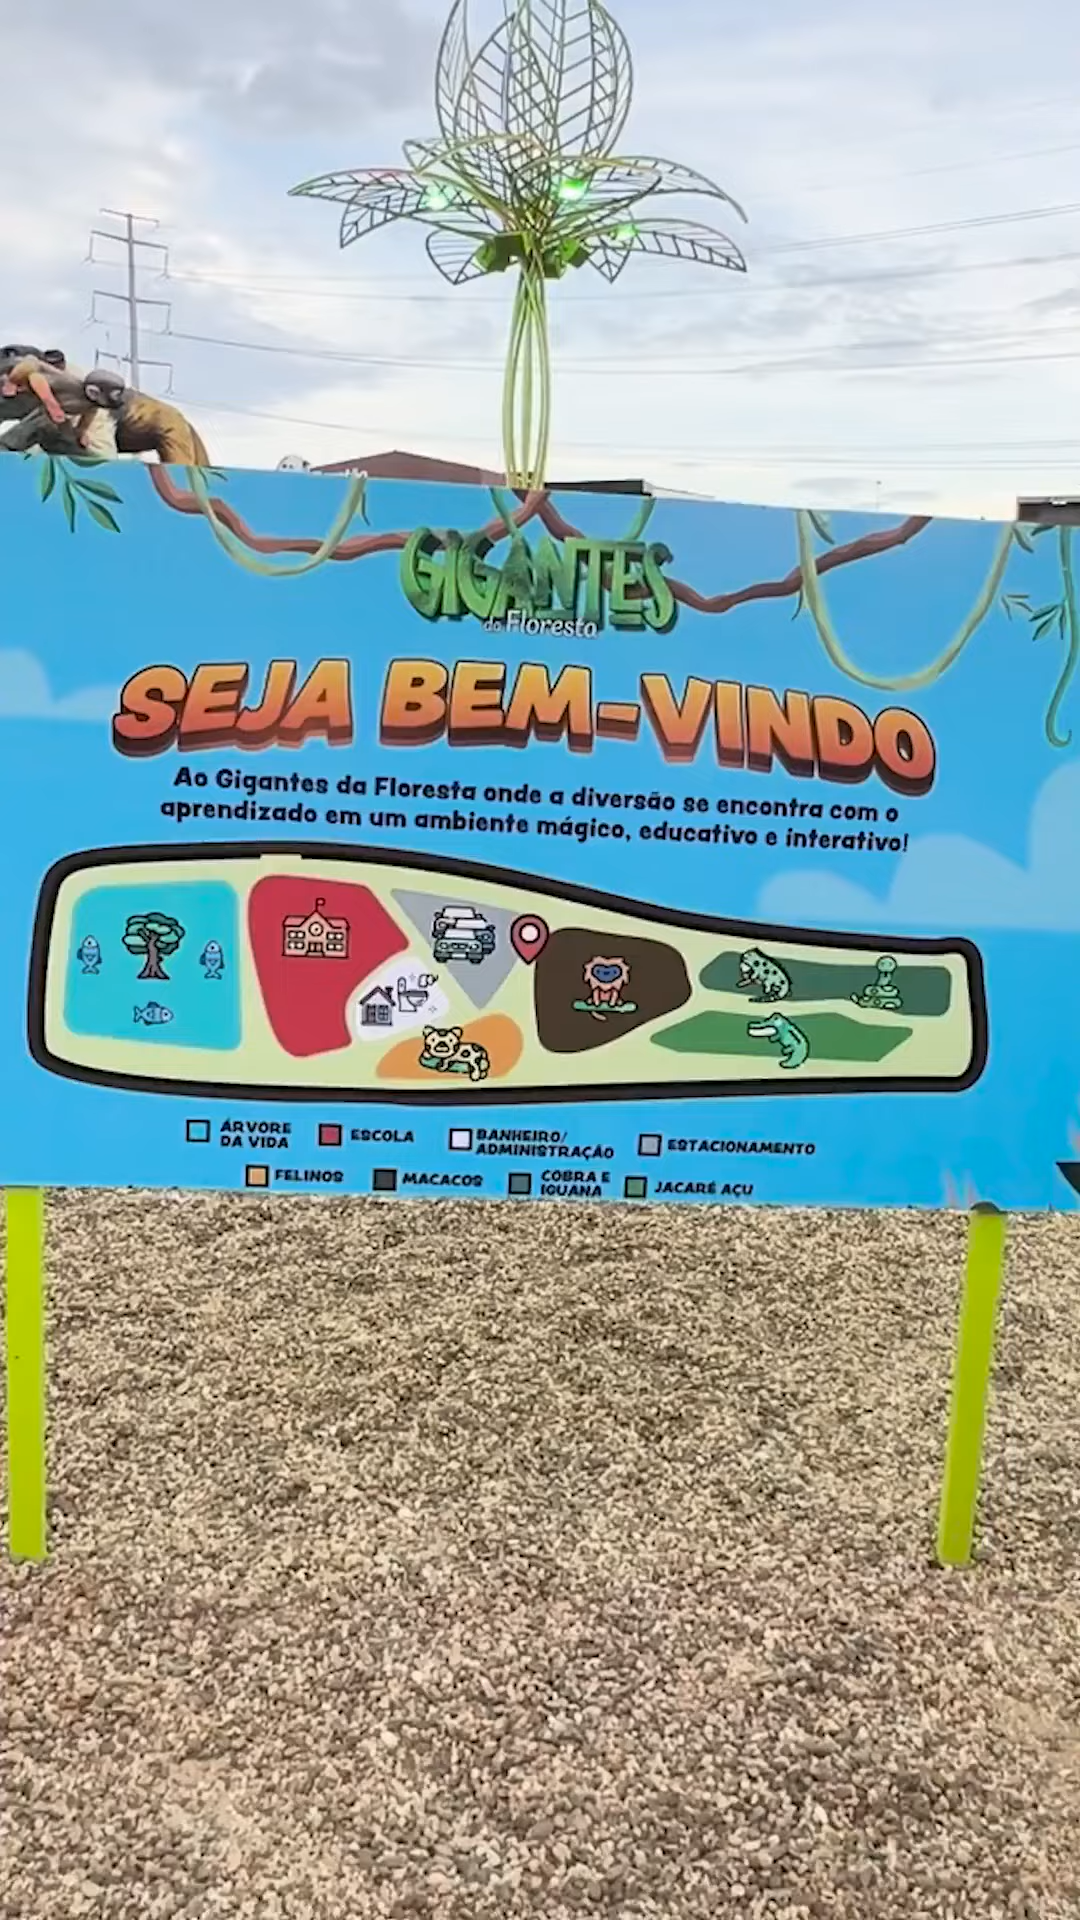 GIGANTES
da Floresta
SEJA BEM-VINDO
Ao Gigantes da Floresta onde a diversão se encontra com o
aprendizado em um ambiente mágico, educativo e interativo!
ÁRVORE
DA VIDA
ESCOLA
BANHEIRO/
ADMINISTRAÇÃO
ESTACIONAMENTO
FELINOS
MACACOS
COBRA E
IGUANA
JACARÉ AÇU